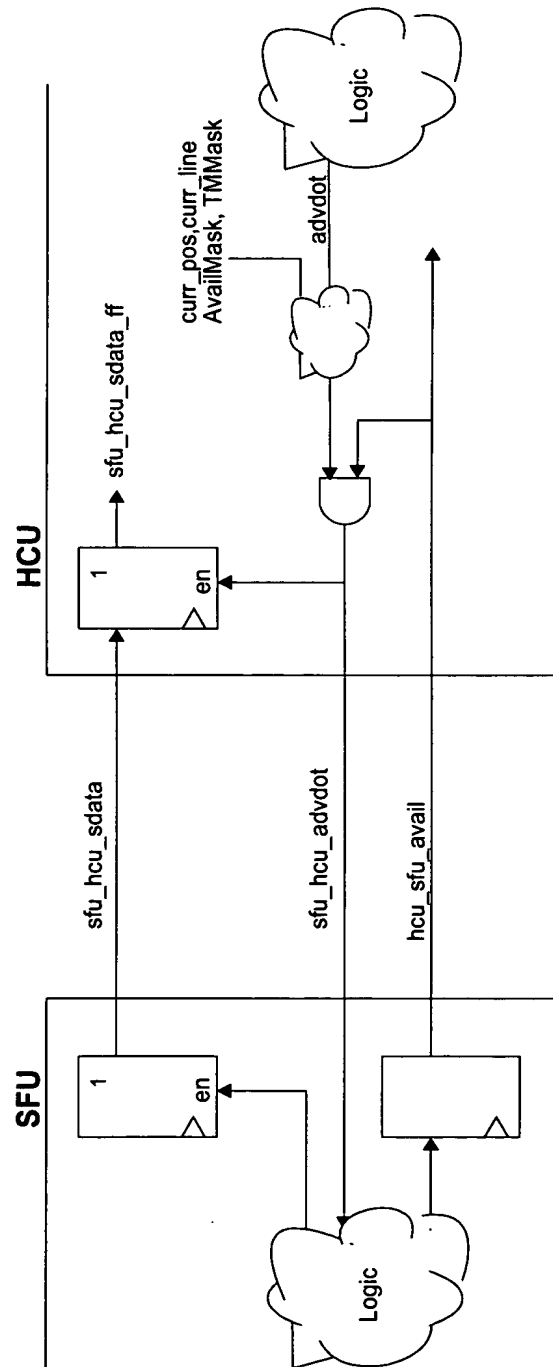 SFU
HCU
1
en
sfu_hcu_sdata
1
en
sfu_hcu_sdata_ff
curr_pos,curr_line
AvailMask, TMMask
Logic
sfu_hcu_advdot
advdot
Logic
hcu_sfu_avail